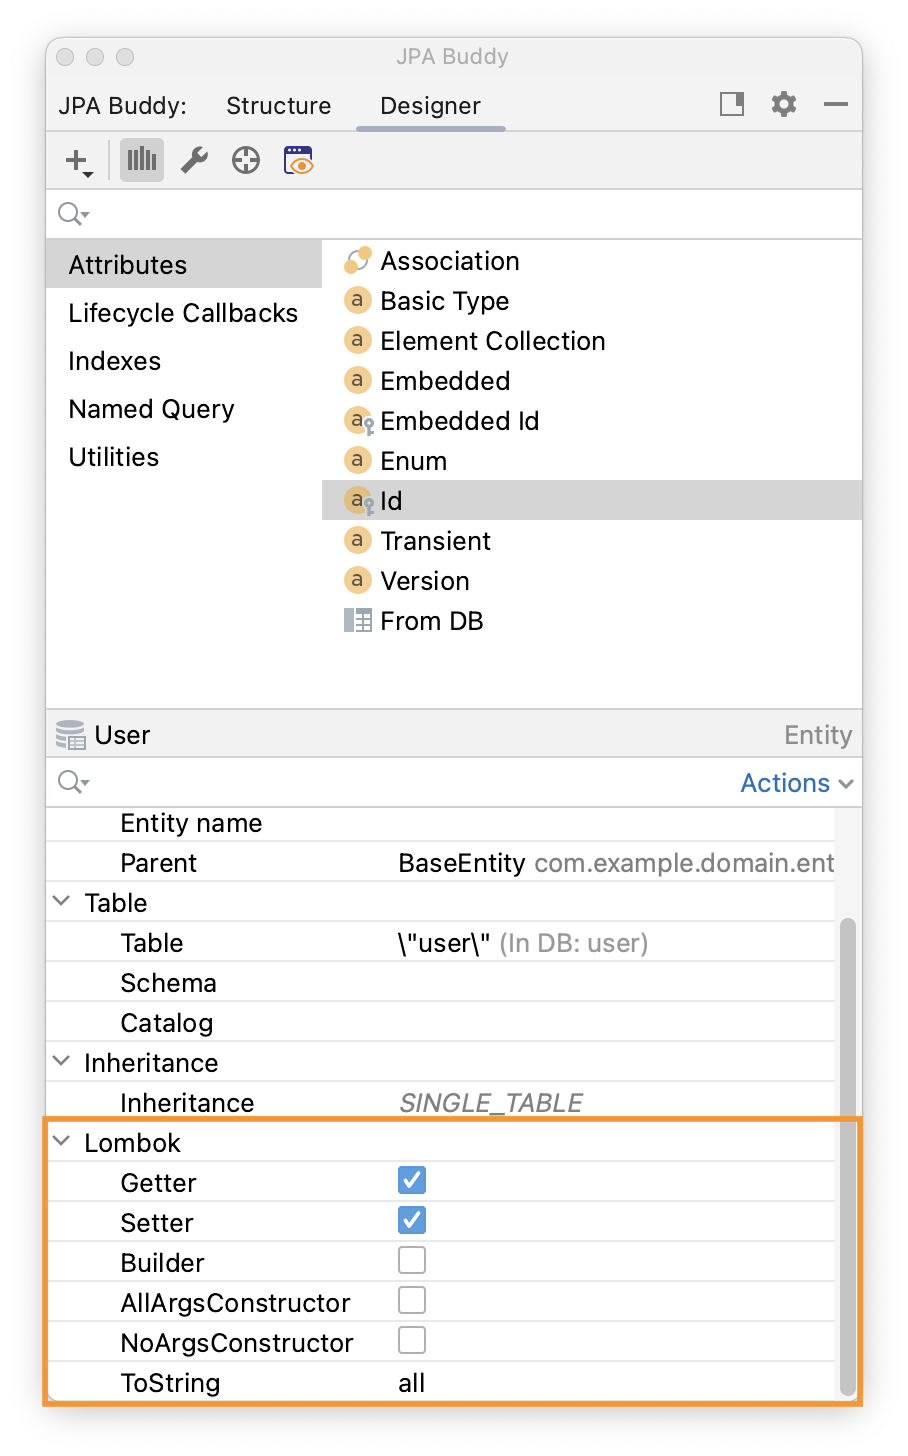 JPA Buddy
JPA Buddy: Structure Designer
Attributes
Lifecycle Callbacks
Indexes
Named Query
Utilities
Association
a Basic Type
a Element Collection
a Embedded
a Embedded Id
a Enum
a Id
a Transient
a Version
From DB
User Entity
Actions
Entity name
Parent BaseEntity com.example.domain.ent
Table
Table \"user\" (In DB: user)
Schema
Catalog
Inheritance
Inheritance SINGLE_TABLE
Lombok
Getter
Setter
Builder
AllArgsConstructor
NoArgsConstructor
ToString all